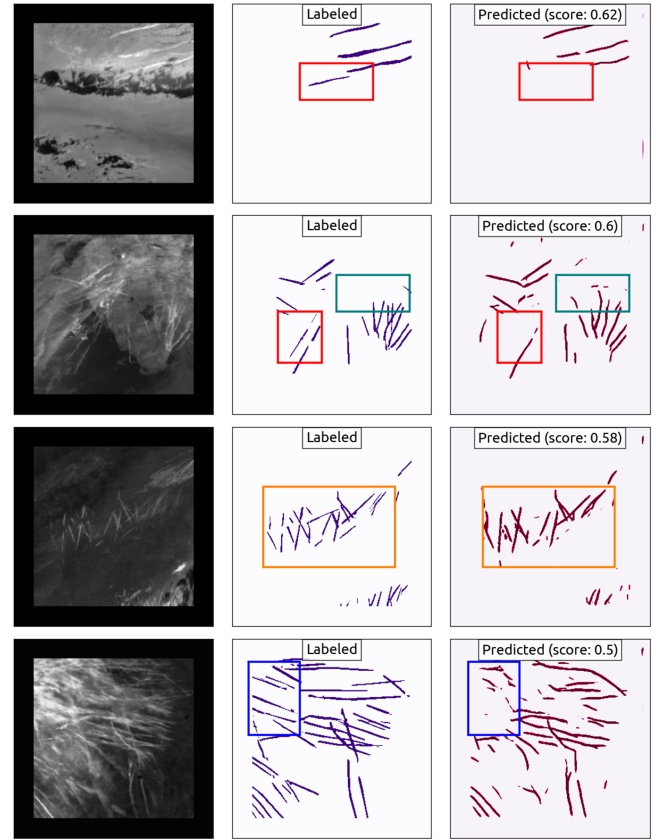 Labeled
Predicted (score: 0.62)
Labeled
Predicted (score: 0.6)
Labeled
Predicted (score: 0.58)
Labeled
Predicted (score: 0.5)